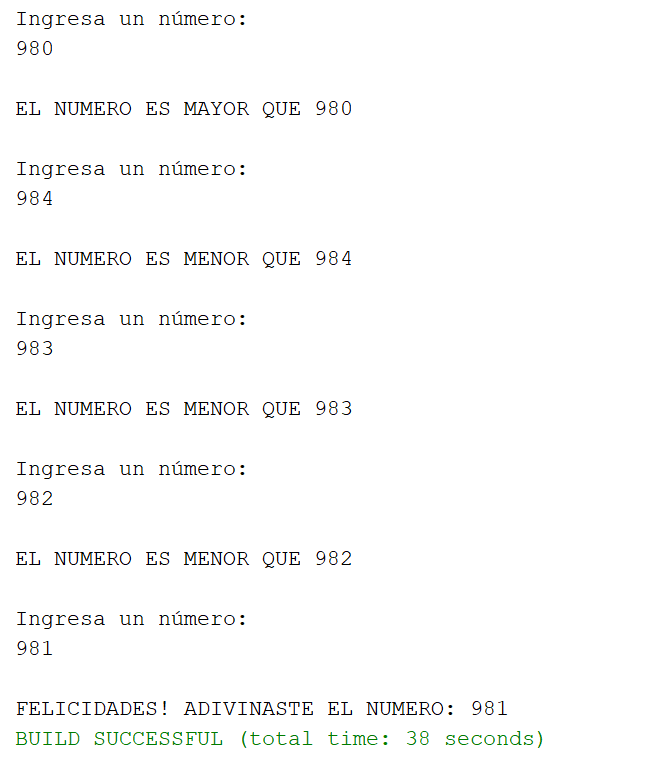 Ingresa un número:
980
EL NUMERO ES MAYOR QUE 980
Ingresa un número:
984
EL NUMERO ES MENOR QUE 984
Ingresa un número:
983
EL NUMERO ES MENOR QUE 983
Ingresa un número:
982
EL NUMERO ES MENOR QUE 982
Ingresa un número:
981
FELICIDADES! ADIVINASTE EL NUMERO: 981
BUILD SUCCESSFUL (total time: 38 seconds)